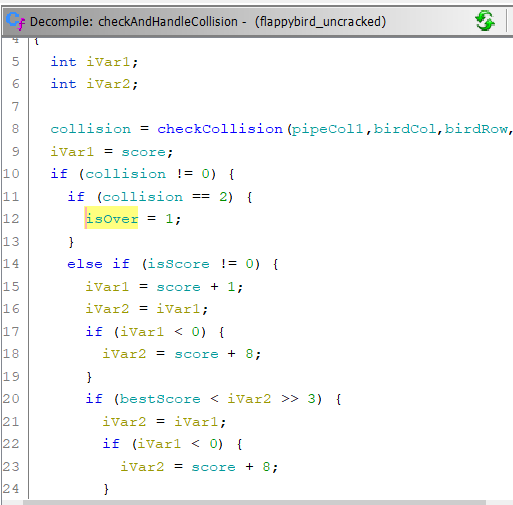 Decompile: checkAndHandleCollision - (flappybird_uncracked)
4 {
5 int iVar1;
6 int iVar2;
7
8 collision = checkCollision(pipeCol1,birdCol,birdRow,
9 iVar1 = score;
10 if (collision != 0) {
11 if (collision == 2) {
12 isOver = 1;
13 }
14 else if (isScore != 0) {
15 iVar1 = score + 1;
16 iVar2 = iVar1;
17 if (iVar1 < 0) {
18 iVar2 = score + 8;
19 }
20 if (bestScore < iVar2 >> 3) {
21 iVar2 = iVar1;
22 if (iVar1 < 0) {
23 iVar2 = score + 8;
24 }